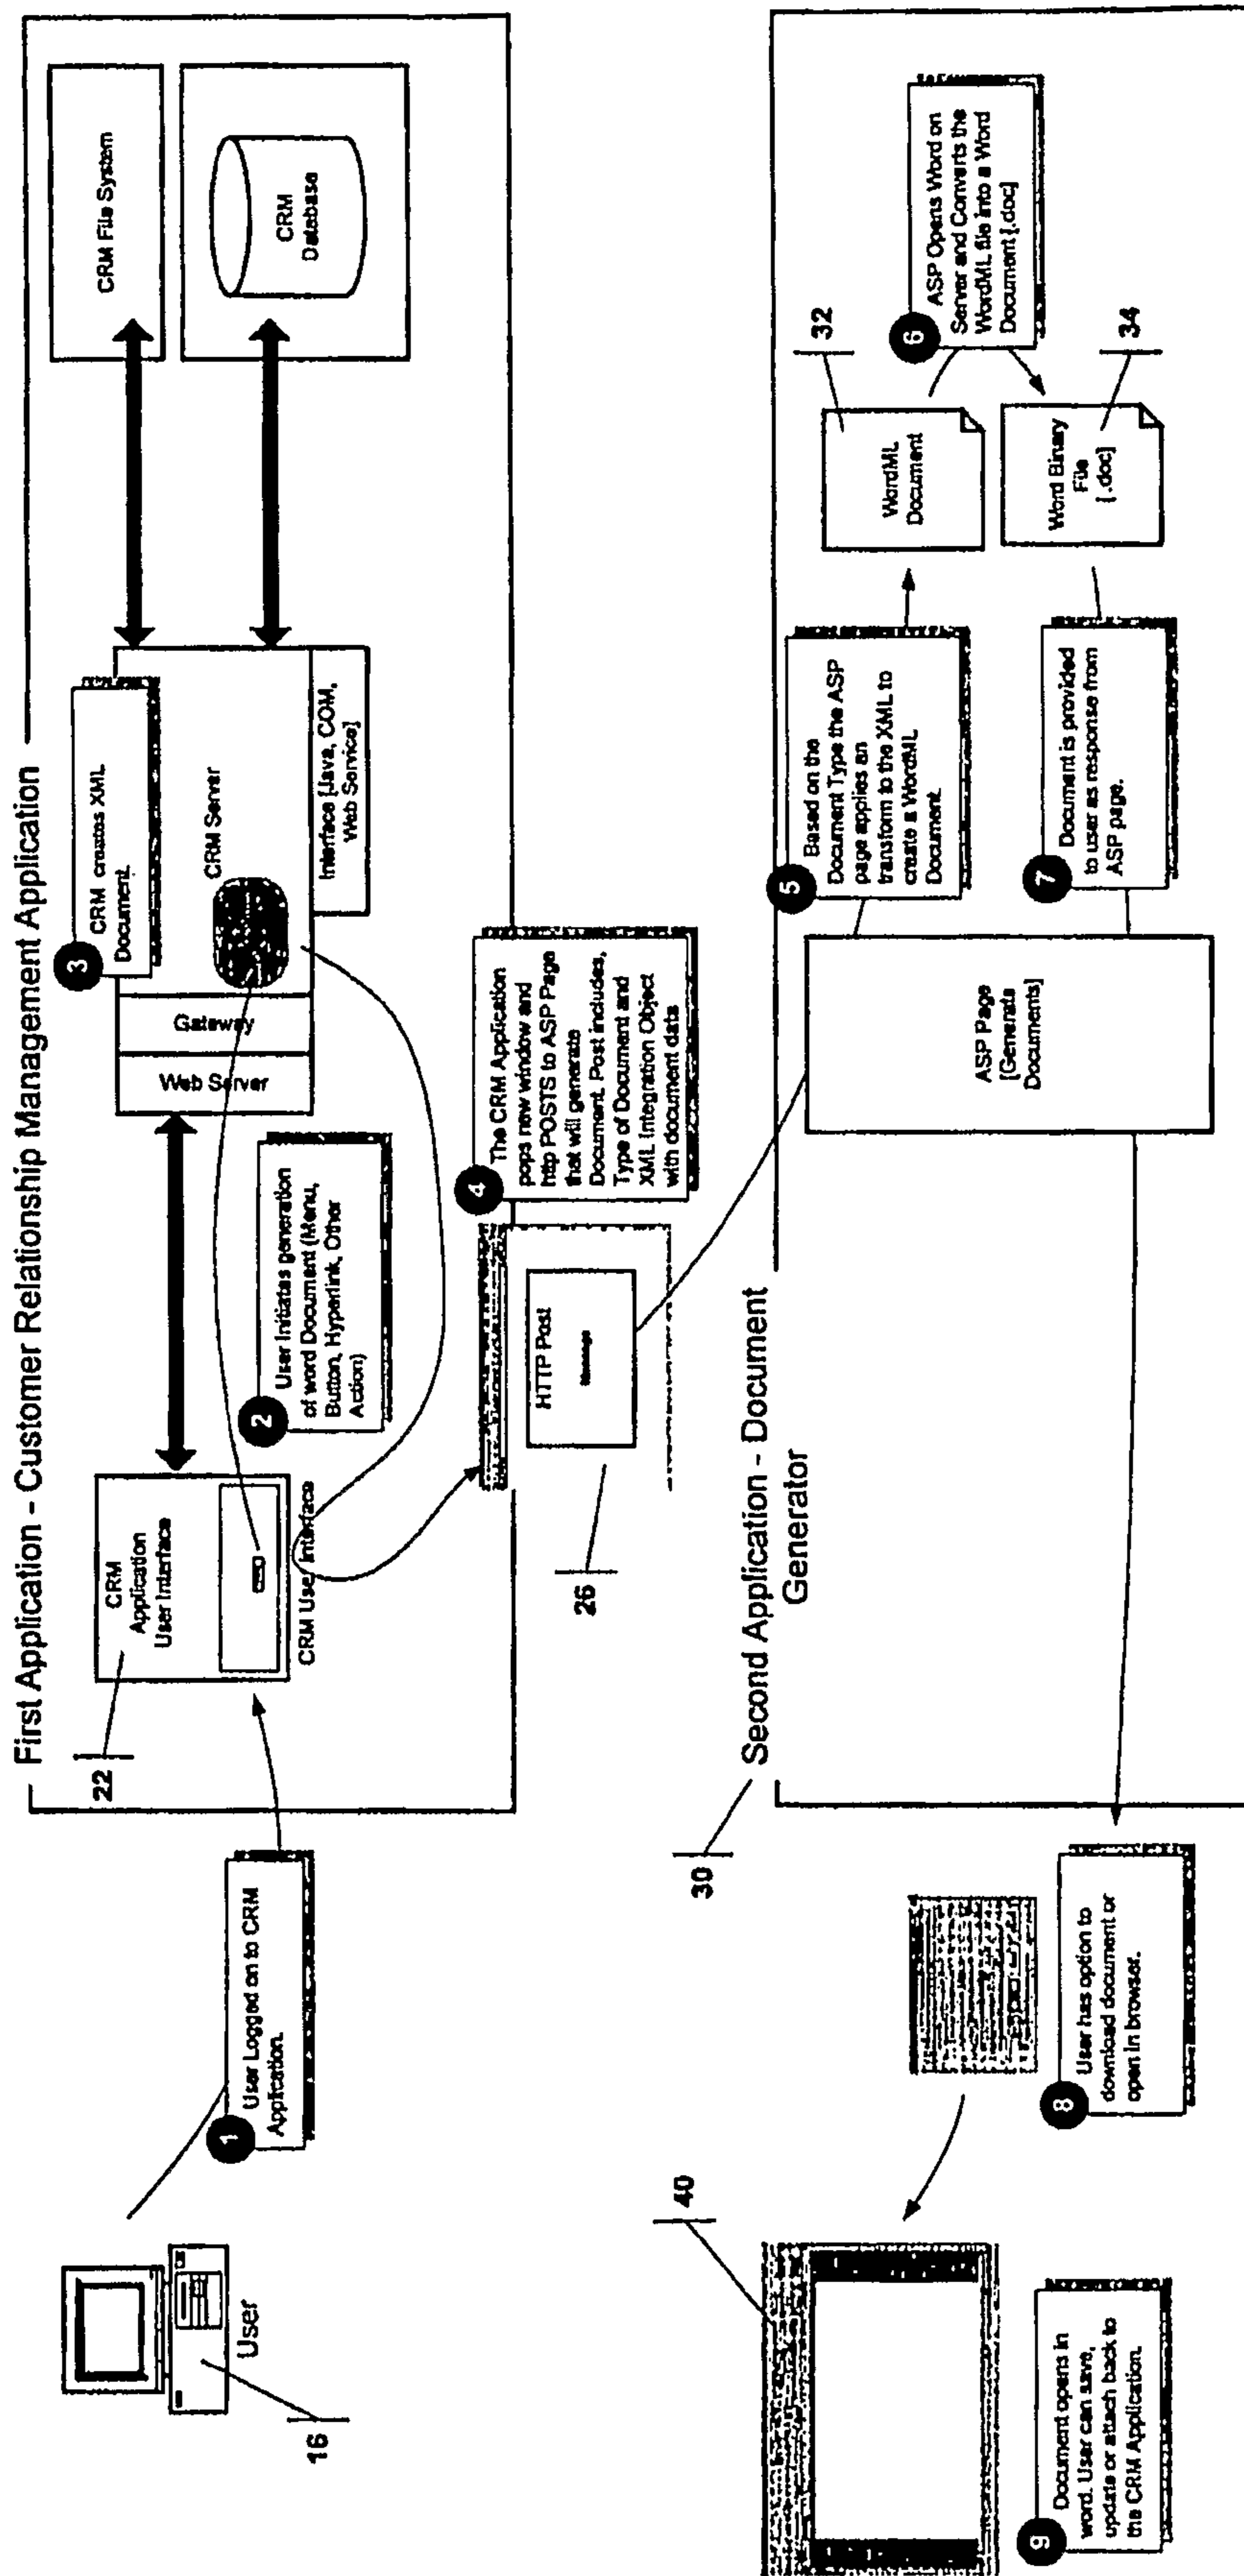 First Application - Customer Relationship Management Application
CRM File System
CRM
Database
3
CRM creates XML
Document.
CRM Server
Interface [Java, COM,
Web Service]
Gateway
Web Server
22
CRM
Application
User Interface
CRM User Interface
2
User Initiates generation
of word Document (Menu,
Button, Hyperlink, Other
Action)
1
User Logged on to CRM
Application.
User
16
4
The CRM Application
pops new window and
http POSTS to ASP Page
that will generate
Document. Post includes,
Type of Document and
XML Integration Object
with document data
HTTP Post
Message
26
30
Second Application - Document
Generator
5
Based on the
Document Type the ASP
page applies an
transform to the XML to
create a WordML
Document.
32
WordML
Document
6
ASP Opens Word on
Server and Converts the
WordML file into a Word
Document [.doc]
34
Word Binary
File
[.doc]
7
Document is provided
to user as response from
ASP page.
ASP Page
[Generats
Documents]
8
User has option to
download document or
open in browser.
40
9
Document opens in
word. User can save,
update or attach back to
the CRM Application.